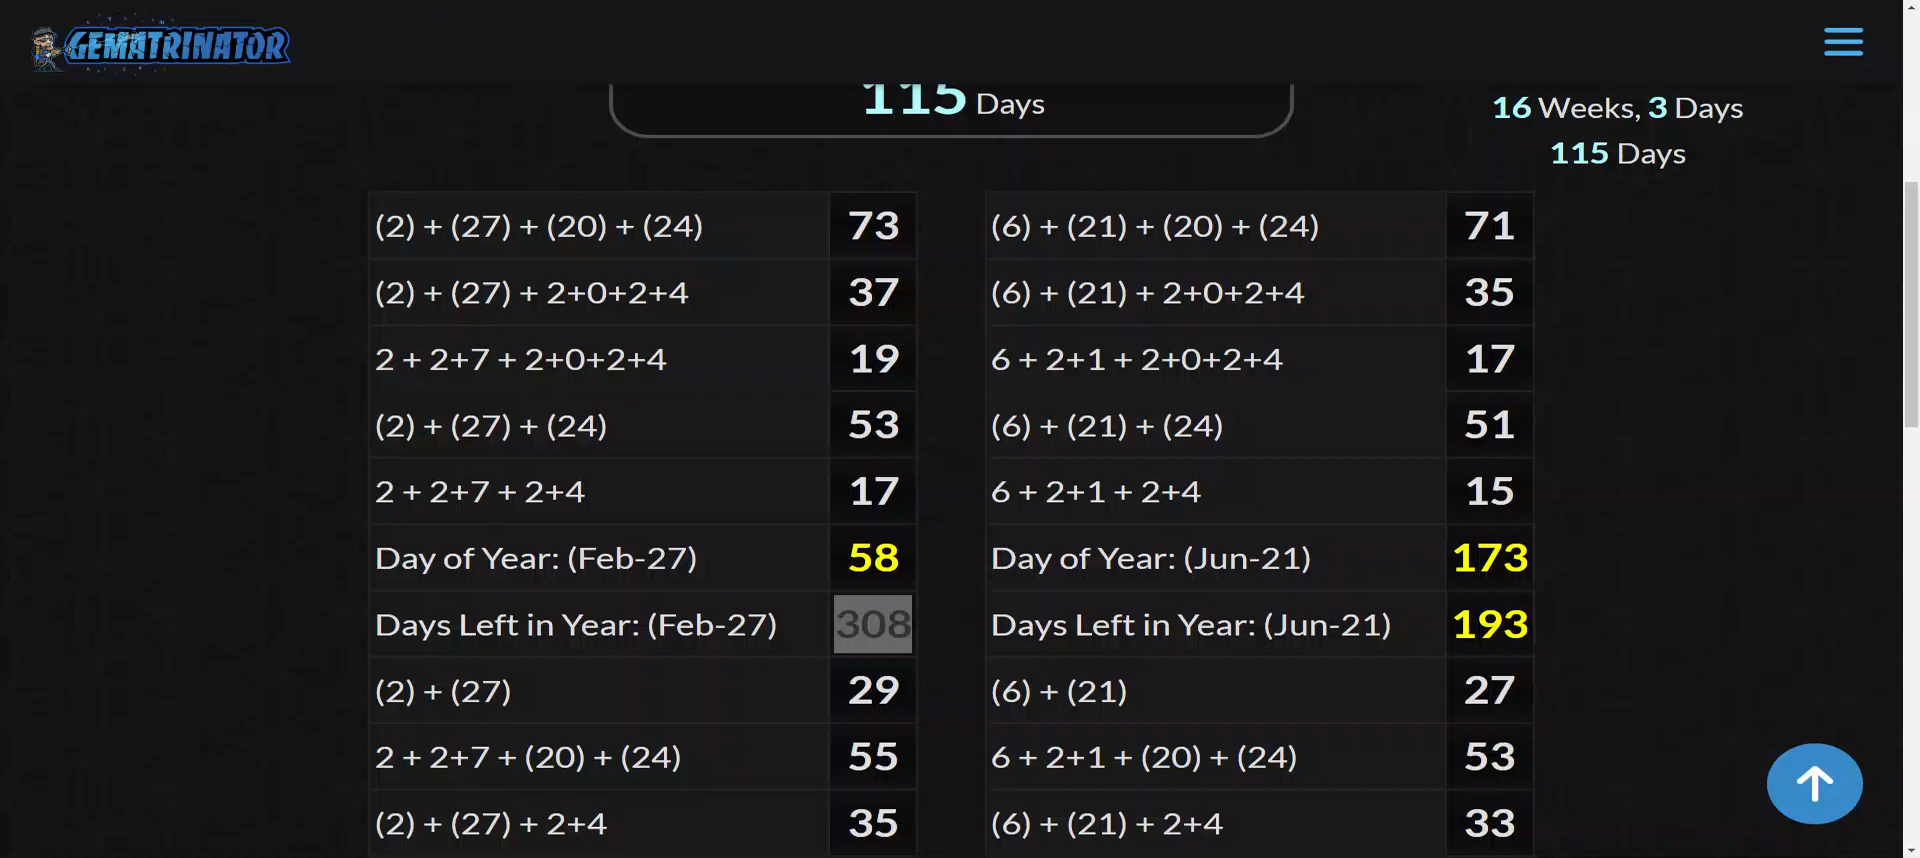 GEMATRINATOR
115 Days
16 Weeks, 3 Days
115 Days
(2) + (27) + (20) + (24) 73
(2) + (27) + 2+0+2+4 37
2 + 2+7 + 2+0+2+4 19
(2) + (27) + (24) 53
2 + 2+7 + 2+4 17
Day of Year: (Feb-27) 58
Days Left in Year: (Feb-27) 308
(2) + (27) 29
2 + 2+7 + (20) + (24) 55
(2) + (27) + 2+4 35
(6) + (21) + (20) + (24) 71
(6) + (21) + 2+0+2+4 35
6 + 2+1 + 2+0+2+4 17
(6) + (21) + (24) 51
6 + 2+1 + 2+4 15
Day of Year: (Jun-21) 173
Days Left in Year: (Jun-21) 193
(6) + (21) 27
6 + 2+1 + (20) + (24) 53
(6) + (21) + 2+4 33